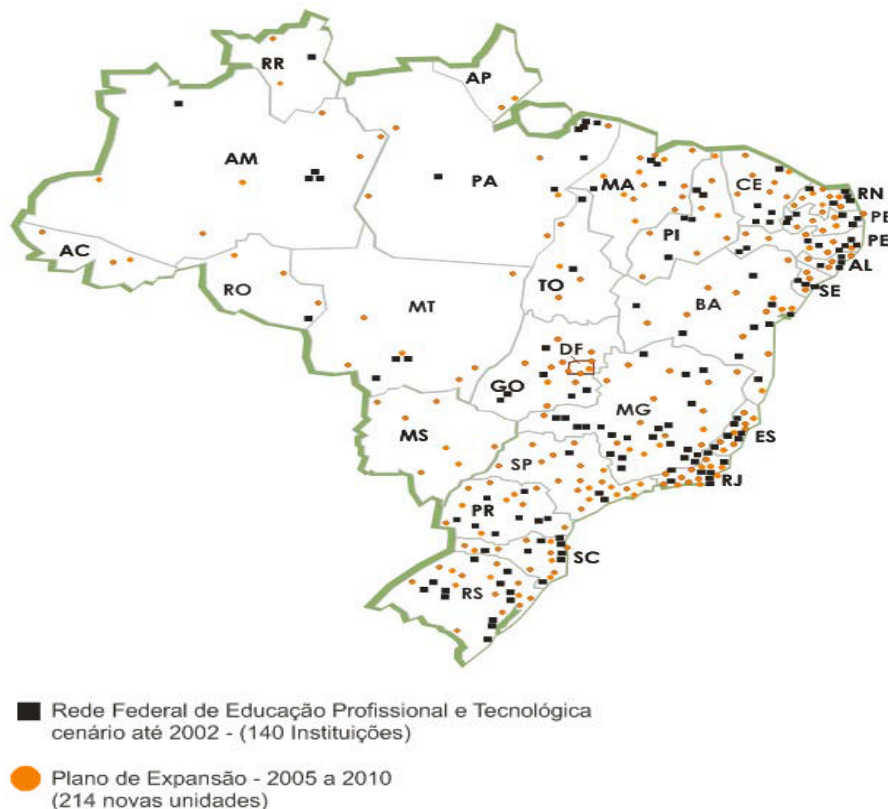 RR
AP
AM
PA
MA
CE
RN
PE
PI
PE
AC
AL
TO
SE
RO
BA
MT
DF
GO
MG
MS
ES
SP
RJ
PR
SC
RS
Rede Federal de Educação Profissional e Tecnológica
cenário até 2002 - (140 Instituições)
Plano de Expansão - 2005 a 2010
(214 novas unidades)